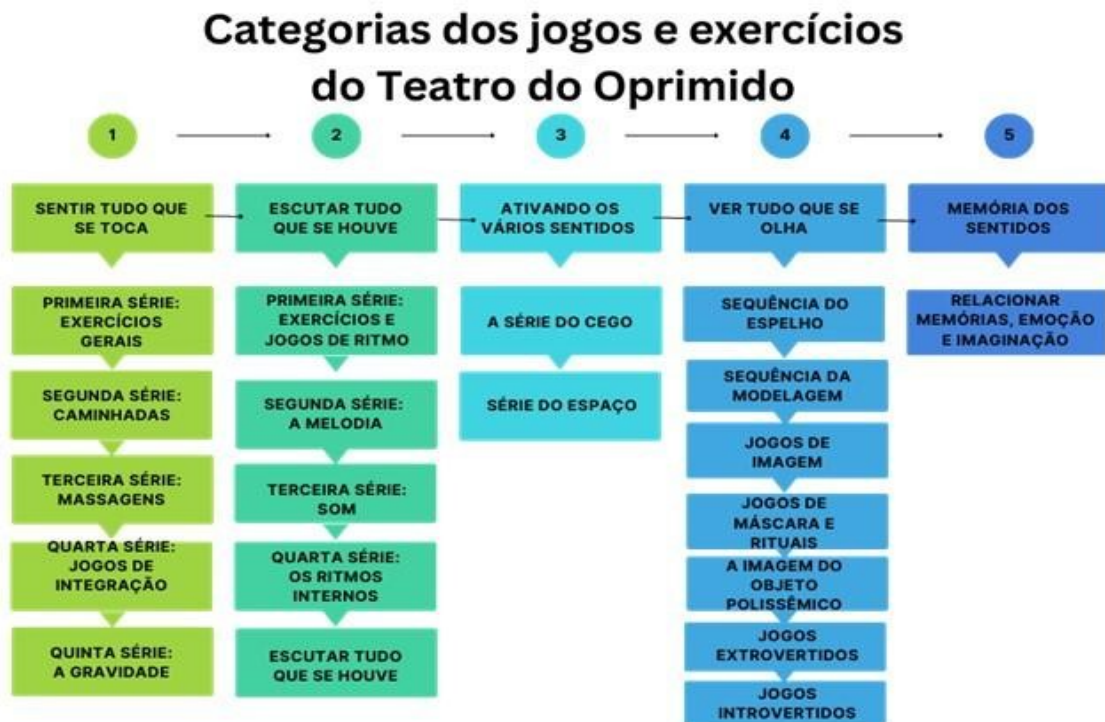 Categorias dos jogos e exercícios
do Teatro do Oprimido
1
2
3
4
5
SENTIR TUDO QUE
SE TOCA
ESCUTAR TUDO
QUE SE HOUVE
ATIVANDO OS
VÁRIOS SENTIDOS
VER TUDO QUE SE
OLHA
MEMÓRIA DOS
SENTIDOS
PRIMEIRA SÉRIE:
EXERCÍCIOS
GERAIS
SEGUNDA SÉRIE:
CAMINHADAS
TERCEIRA SÉRIE:
MASSAGENS
QUARTA SÉRIE:
JOGOS DE
INTEGRAÇÃO
QUINTA SÉRIE:
A GRAVIDADE
PRIMEIRA SÉRIE:
EXERCÍCIOS E
JOGOS DE RITMO
SEGUNDA SÉRIE:
A MELODIA
TERCEIRA SÉRIE:
SOM
QUARTA SÉRIE:
OS RITMOS
INTERNOS
ESCUTAR TUDO
QUE SE HOUVE
A SÉRIE DO CEGO
SÉRIE DO ESPAÇO
SEQUÊNCIA DO
ESPELHO
SEQUÊNCIA DA
MODELAGEM
JOGOS DE
IMAGEM
JOGOS DE
MÁSCARA E
RITUAIS
A IMAGEM DO
OBJETO
POLISSÊMICO
JOGOS
EXTROVERTIDOS
JOGOS
INTROVERTIDOS
RELACIONAR
MEMÓRIAS, EMOÇÃO
E IMAGINAÇÃO